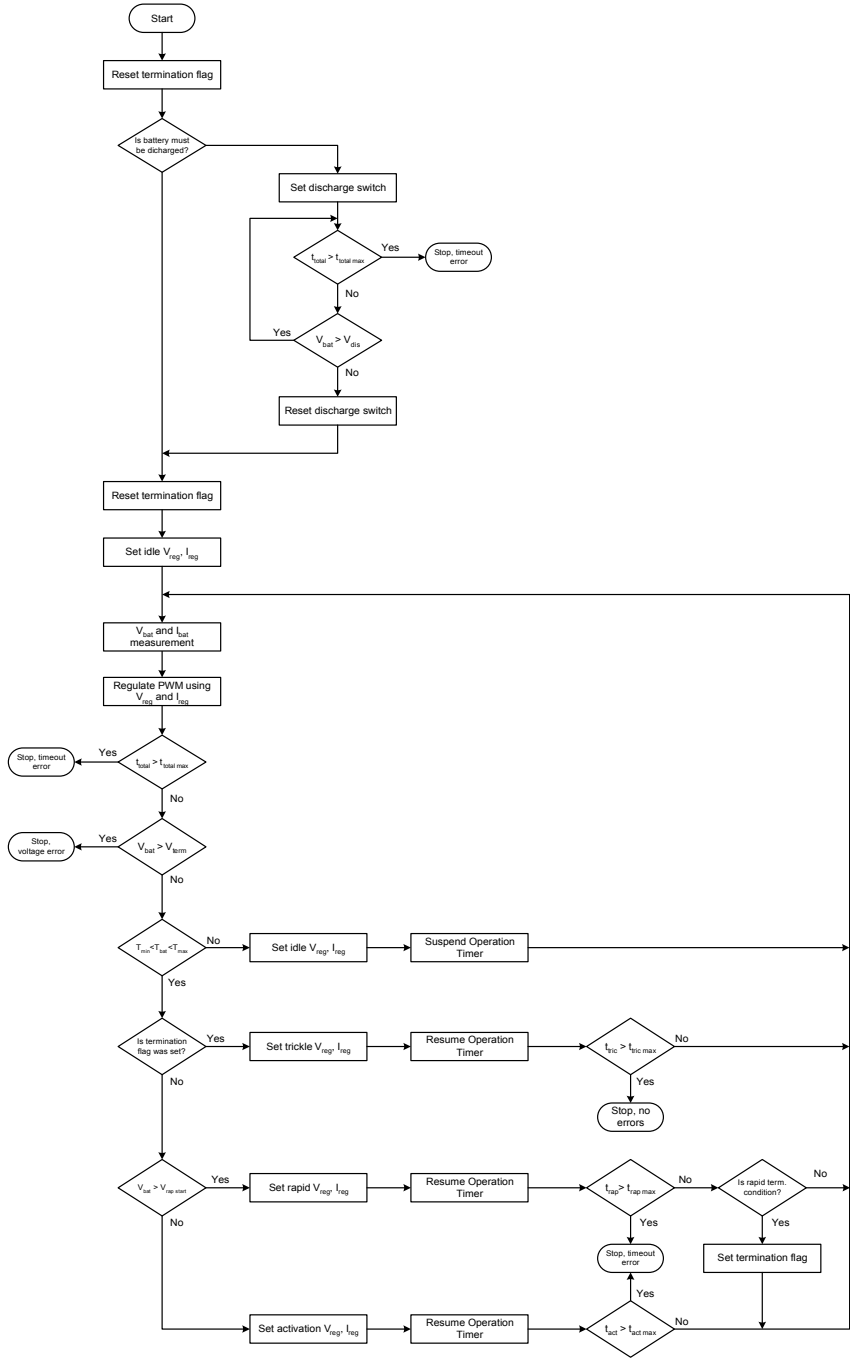 Start
Reset termination flag
Is battery must
be dicharged?
Set discharge switch
t_total > t_total max
Yes
Stop, timeout
error
No
Yes
V_bat > V_dis
No
Reset discharge switch
Reset termination flag
Set idle V_reg, I_reg
V_bat and I_bat
measurement
Regulate PWM using
V_reg and I_reg
Stop, timeout
error
Yes
t_total > t_total max
No
Stop,
voltage error
Yes
V_bat > V_term
No
T_min<T_bat<T_max
No
Set idle V_reg, I_reg
Suspend Operation
Timer
Yes
Is termination
flag was set?
Yes
Set trickle V_reg, I_reg
Resume Operation
Timer
t_tric > t_tric max
No
Yes
Stop, no
errors
No
V_bat > V_rap start
Yes
Set rapid V_reg, I_reg
Resume Operation
Timer
t_rap> t_rap max
No
Is rapid term.
condition?
No
Yes
Yes
Stop, timeout
error
Set termination flag
No
Yes
Set activation V_reg, I_reg
Resume Operation
Timer
t_act > t_act max
No